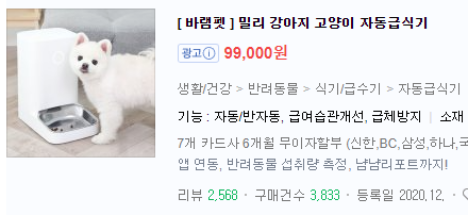 [ 바램펫 ] 밀리 강아지 고양이 자동급식기
광고ⓘ 99,000원
생활/건강 > 반려동물 > 식기/급수기 > 자동급식기
기능 : 자동/반자동, 급여습관개선, 급체방지 | 소재
7개 카드사 6개월 무이자할부 (신한,BC,삼성,하나,국
앱 연동, 반려동물 섭취량 측정, 냠냠리포트까지!
리뷰 2,568 · 구매건수 3,833 · 등록일 2020.12. ·